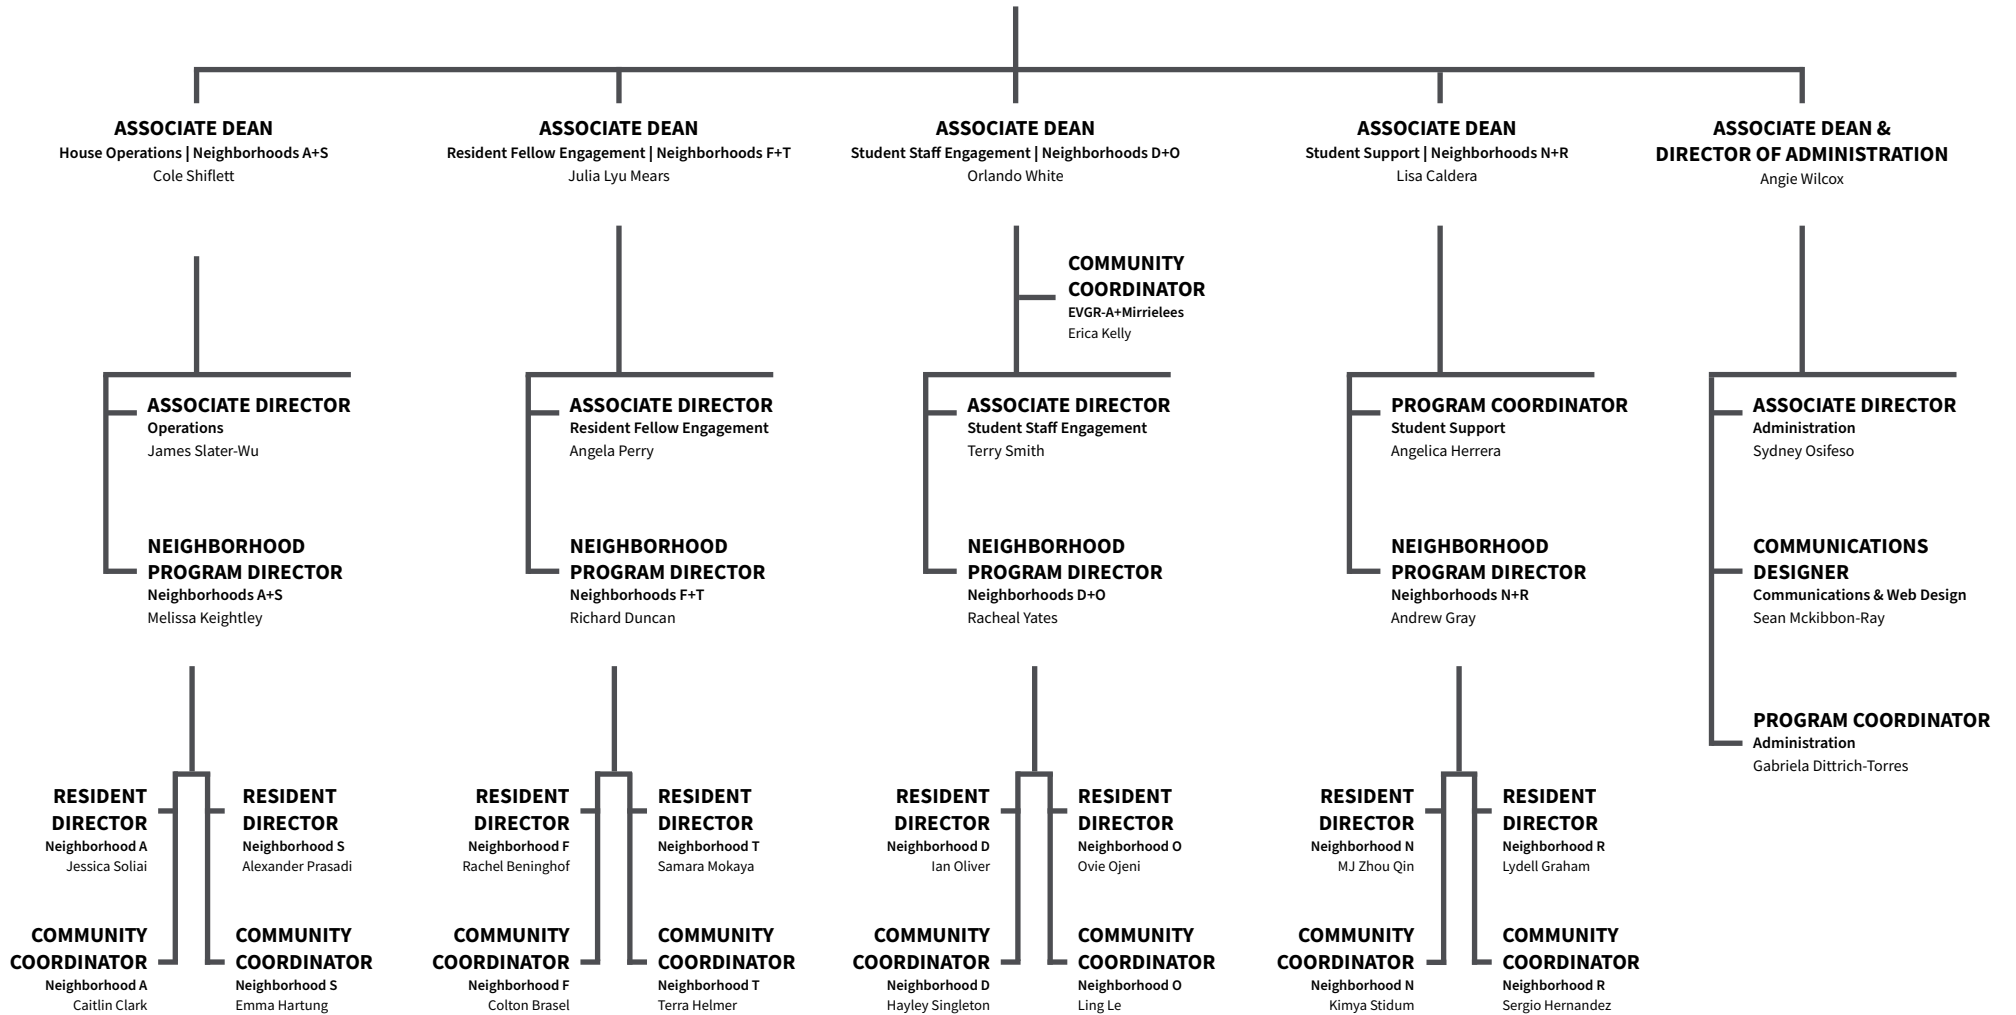 ASSOCIATE DEAN
House Operations | Neighborhoods A+S
Cole Shiflett
ASSOCIATE DEAN
Resident Fellow Engagement | Neighborhoods F+T
Julia Lyu Mears
ASSOCIATE DEAN
Student Staff Engagement | Neighborhoods D+O
Orlando White
ASSOCIATE DEAN
Student Support | Neighborhoods N+R
Lisa Caldera
ASSOCIATE DEAN &
DIRECTOR OF ADMINISTRATION
Angie Wilcox
COMMUNITY
COORDINATOR
EVGR-A+Mirrielees
Erica Kelly
ASSOCIATE DIRECTOR
Operations
James Slater-Wu
ASSOCIATE DIRECTOR
Resident Fellow Engagement
Angela Perry
ASSOCIATE DIRECTOR
Student Staff Engagement
Terry Smith
PROGRAM COORDINATOR
Student Support
Angelica Herrera
ASSOCIATE DIRECTOR
Administration
Sydney Osifeso
NEIGHBORHOOD
PROGRAM DIRECTOR
Neighborhoods A+S
Melissa Keightley
NEIGHBORHOOD
PROGRAM DIRECTOR
Neighborhoods F+T
Richard Duncan
NEIGHBORHOOD
PROGRAM DIRECTOR
Neighborhoods D+O
Racheal Yates
NEIGHBORHOOD
PROGRAM DIRECTOR
Neighborhoods N+R
Andrew Gray
COMMUNICATIONS
DESIGNER
Communications & Web Design
Sean Mckibbon-Ray
PROGRAM COORDINATOR
Administration
Gabriela Dittrich-Torres
RESIDENT
DIRECTOR
Neighborhood A
Jessica Soliai
RESIDENT
DIRECTOR
Neighborhood S
Alexander Prasadi
RESIDENT
DIRECTOR
Neighborhood F
Rachel Beninghof
RESIDENT
DIRECTOR
Neighborhood T
Samara Mokaya
RESIDENT
DIRECTOR
Neighborhood D
Ian Oliver
RESIDENT
DIRECTOR
Neighborhood O
Ovie Ojeni
RESIDENT
DIRECTOR
Neighborhood N
MJ Zhou Qin
RESIDENT
DIRECTOR
Neighborhood R
Lydell Graham
COMMUNITY
COORDINATOR
Neighborhood A
Caitlin Clark
COMMUNITY
COORDINATOR
Neighborhood S
Emma Hartung
COMMUNITY
COORDINATOR
Neighborhood F
Colton Brasel
COMMUNITY
COORDINATOR
Neighborhood T
Terra Helmer
COMMUNITY
COORDINATOR
Neighborhood D
Hayley Singleton
COMMUNITY
COORDINATOR
Neighborhood O
Ling Le
COMMUNITY
COORDINATOR
Neighborhood N
Kimya Stidum
COMMUNITY
COORDINATOR
Neighborhood R
Sergio Hernandez